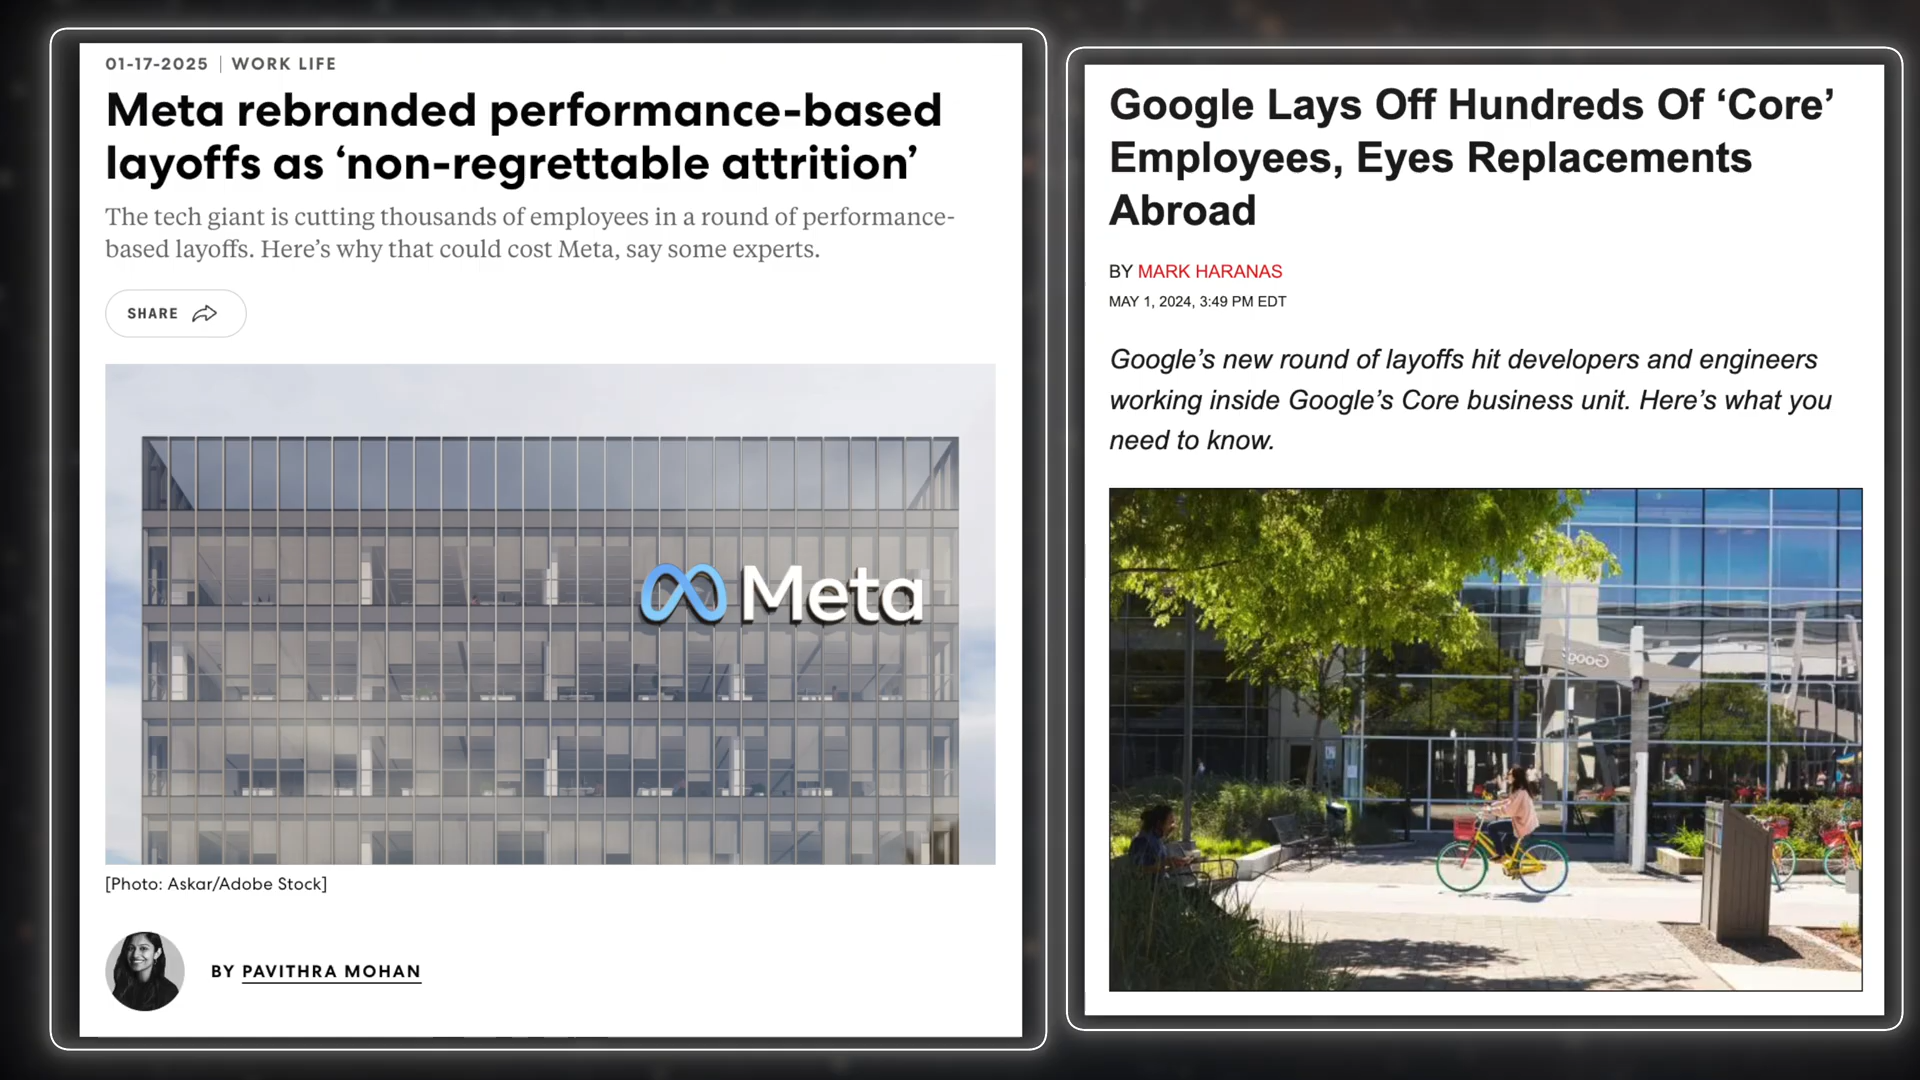 01-17-2025 | WORK LIFE
Meta rebranded performance-based
layoffs as ‘non-regrettable attrition’
The tech giant is cutting thousands of employees in a round of performance-
based layoffs. Here’s why that could cost Meta, say some experts.
SHARE
Meta
[Photo: Askar/Adobe Stock]
BY PAVITHRA MOHAN
Google Lays Off Hundreds Of ‘Core’
Employees, Eyes Replacements
Abroad
BY MARK HARANAS
MAY 1, 2024, 3:49 PM EDT
Google’s new round of layoffs hit developers and engineers
working inside Google’s Core business unit. Here’s what you
need to know.